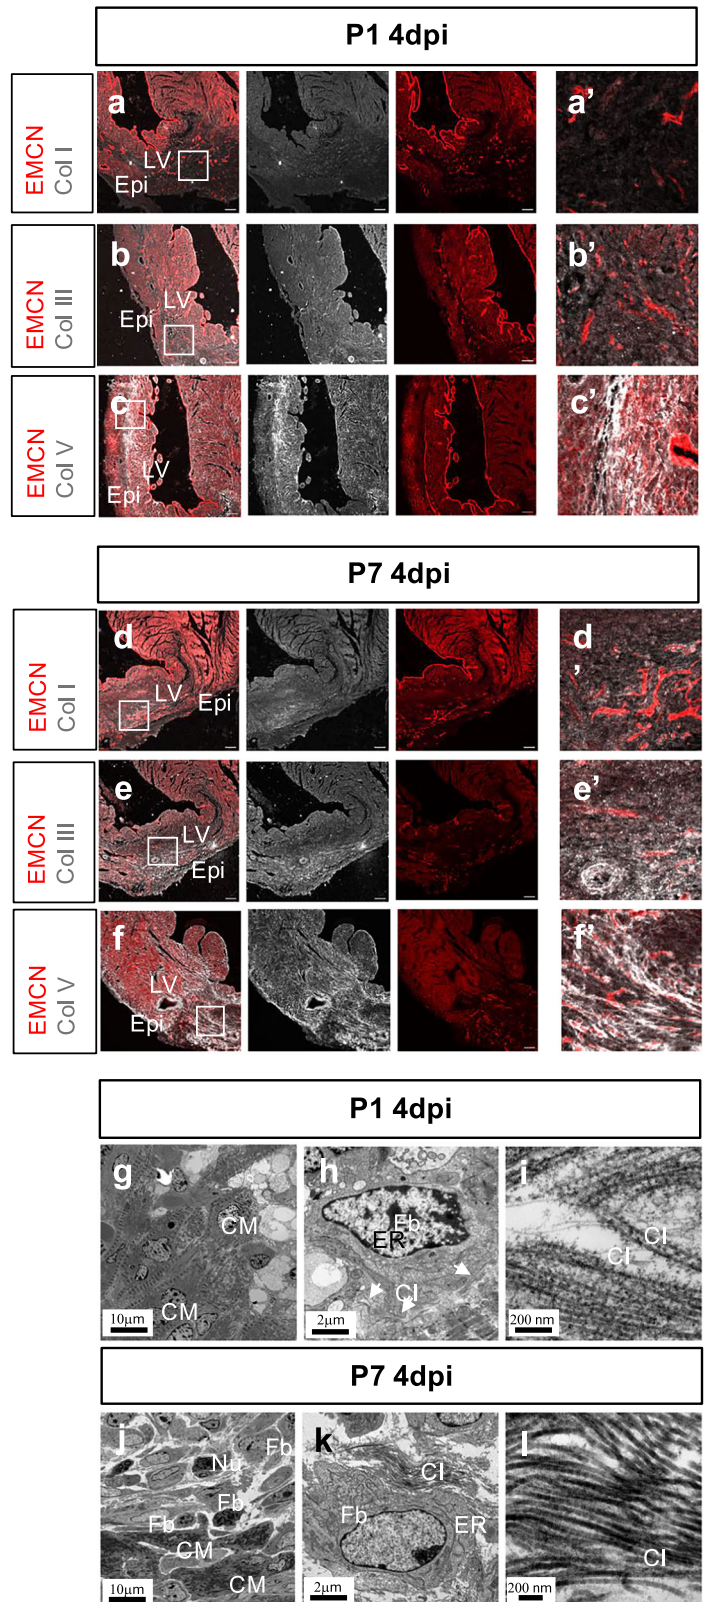 P1 4dpi
EMCN
Col I
a
LV
Epi
a’
EMCN
Col III
b
LV
Epi
b’
EMCN
Col V
c
LV
Epi
c’
P7 4dpi
EMCN
Col I
d
LV
Epi
d
’
EMCN
Col III
e
LV
Epi
e’
EMCN
Col V
f
LV
Epi
f’
P1 4dpi
g
CM
CM
10μm
h
Fb
ER
Cl
2μm
i
Cl
Cl
200 nm
P7 4dpi
j
Fb
Nu
Fb
Fb
CM
CM
10μm
k
Cl
Fb
ER
2μm
l
Cl
200 nm